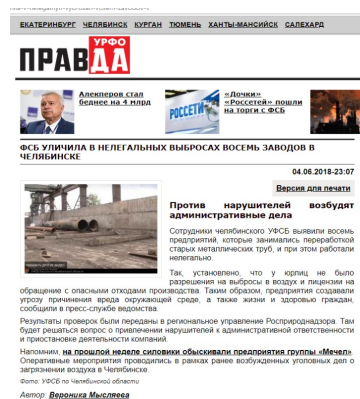 ЕКАТЕРИНБУРГ ЧЕЛЯБИНСК КУРГАН ТЮМЕНЬ ХАНТЫ-МАНСИЙСК САЛЕХАРД
УРФО
ПРАВДА
Алекперов стал
беднее на 4 млрд
РОССЕТИ
«Дочки»
«Россетей» пошли
на торги с ФСБ
ФСБ УЛИЧИЛА В НЕЛЕГАЛЬНЫХ ВЫБРОСАХ ВОСЕМЬ ЗАВОДОВ В
ЧЕЛЯБИНСКЕ
04.06.2018-23:07
Версия для печати
Против нарушителей возбудят
административные дела
Сотрудники челябинского УФСБ выявили восемь
предприятий, которые занимались переработкой
старых металлических труб, и при этом работали
нелегально.
Так, установлено, что у юрлиц не было
разрешения на выбросы в воздух и лицензии на
обращение с опасными отходами производства. Таким образом, предприятия создавали
угрозу причинения вреда окружающей среде, а также жизни и здоровью граждан,
сообщили в пресс-службе ведомства.
Результаты проверок были переданы в региональное управление Росприроднадзора. Там
будет решаться вопрос о привлечении нарушителей к административной ответственности
и приостановке деятельности компаний.
Напомним, на прошлой неделе силовики обыскивали предприятия группы «Мечел».
Оперативные мероприятия проводились в рамках ранее возбужденных уголовных дел о
загрязнении воздуха в Челябинске.
Фото: УФСБ по Челябинской области
Автор: Вероника Мысляева